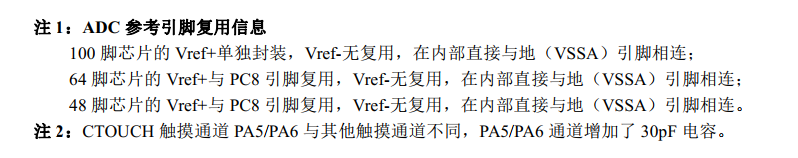 注 1：ADC 参考引脚复用信息
100 脚芯片的 Vref+单独封装，Vref-无复用，在内部直接与地（VSSA）引脚相连；
64 脚芯片的 Vref+与 PC8 引脚复用，Vref-无复用，在内部直接与地（VSSA）引脚相连；
48 脚芯片的 Vref+与 PC8 引脚复用，Vref-无复用，在内部直接与地（VSSA）引脚相连。
注 2：CTOUCH 触摸通道 PA5/PA6 与其他触摸通道不同，PA5/PA6 通道增加了 30pF 电容。